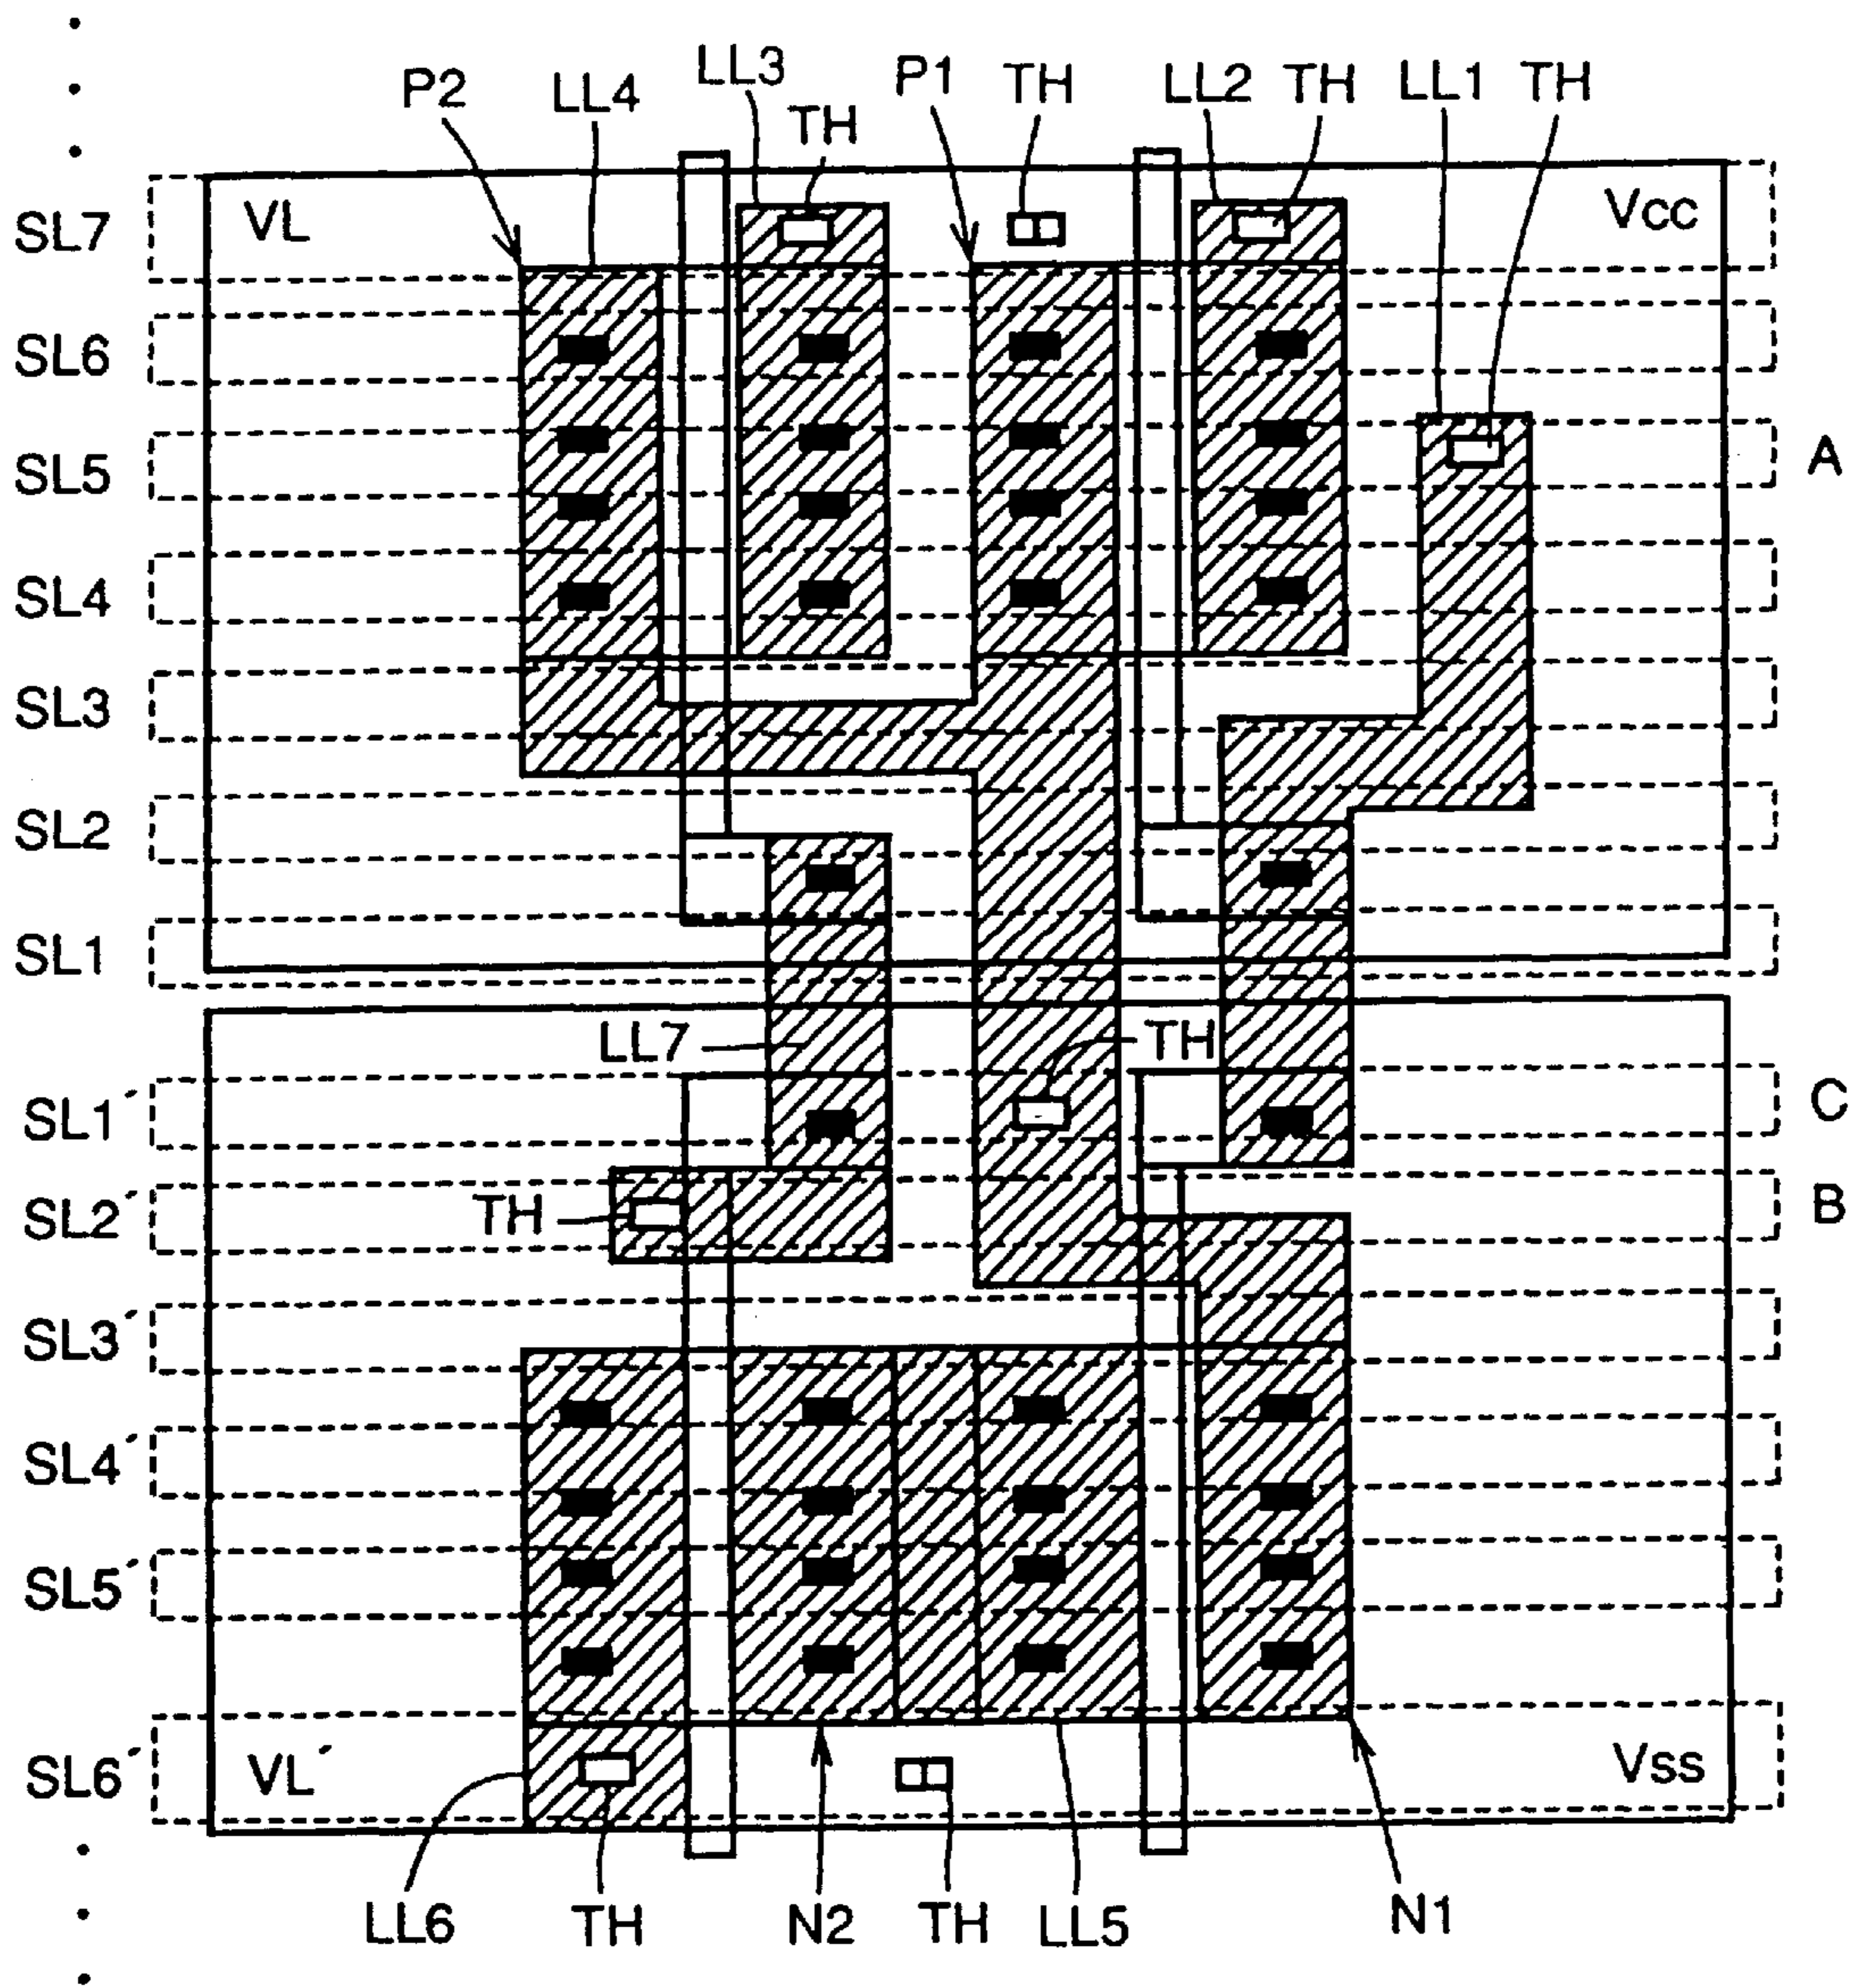 LL3 P1 TH LL2 TH LL1 TH
P2 LL4 TH
VL Vcc
SL7
SL6
SL5 A
SL4
SL3
SL2
SL1
LL7 TH
SL1´ C
SL2´ TH B
SL3´
SL4´
SL5´
SL6´ VL´ Vss
LL6 TH N2 TH LL5 N1